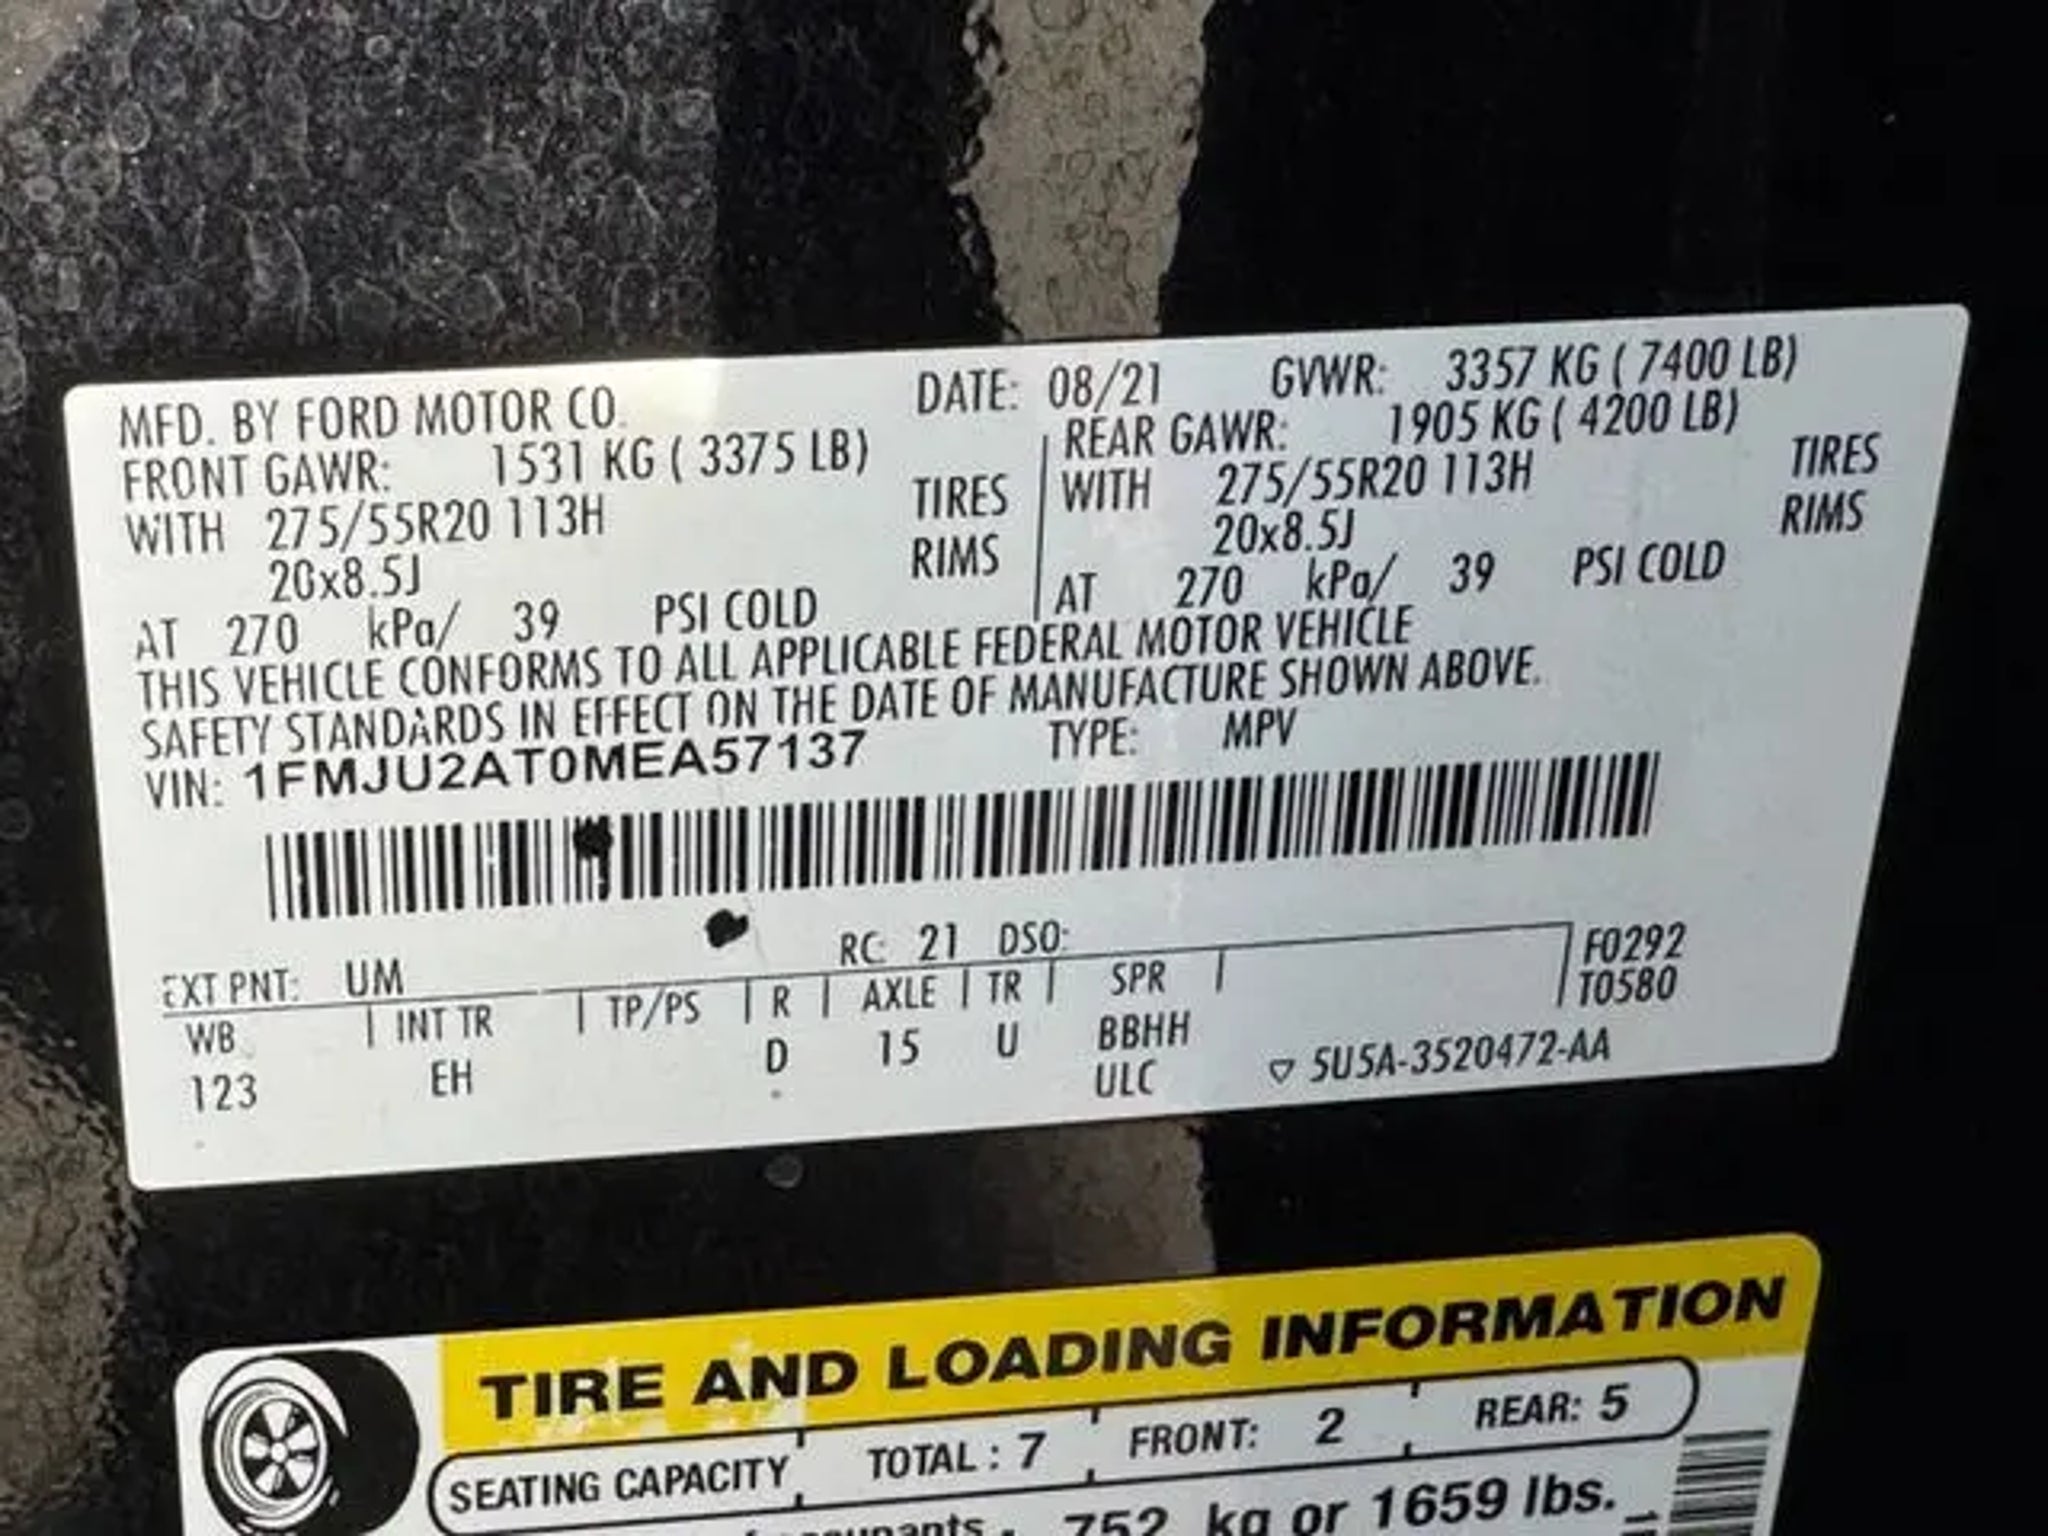 MFD. BY FORD MOTOR CO. DATE: 08/21 GVWR: 3357 KG ( 7400 LB)
FRONT GAWR: 1531 KG ( 3375 LB) REAR GAWR: 1905 KG ( 4200 LB)
WITH 275/55R20 113H TIRES WITH 275/55R20 113H TIRES
20x8.5J RIMS 20x8.5J RIMS
AT 270 kPa/ 39 PSI COLD AT 270 kPa/ 39 PSI COLD
THIS VEHICLE CONFORMS TO ALL APPLICABLE FEDERAL MOTOR VEHICLE
SAFETY STANDARDS IN EFFECT ON THE DATE OF MANUFACTURE SHOWN ABOVE.
VIN: 1FMJU2AT0MEA57137 TYPE: MPV
EXT PNT: UM RC: 21 DSO: F0292
WB INT TR TP/PS R AXLE TR SPR T0580
123 EH D 15 U BBHH
ULC ▽ 5U5A-3520472-AA
TIRE AND LOADING INFORMATION
SEATING CAPACITY TOTAL : 7 FRONT: 2 REAR: 5
752 kg or 1659 lbs.